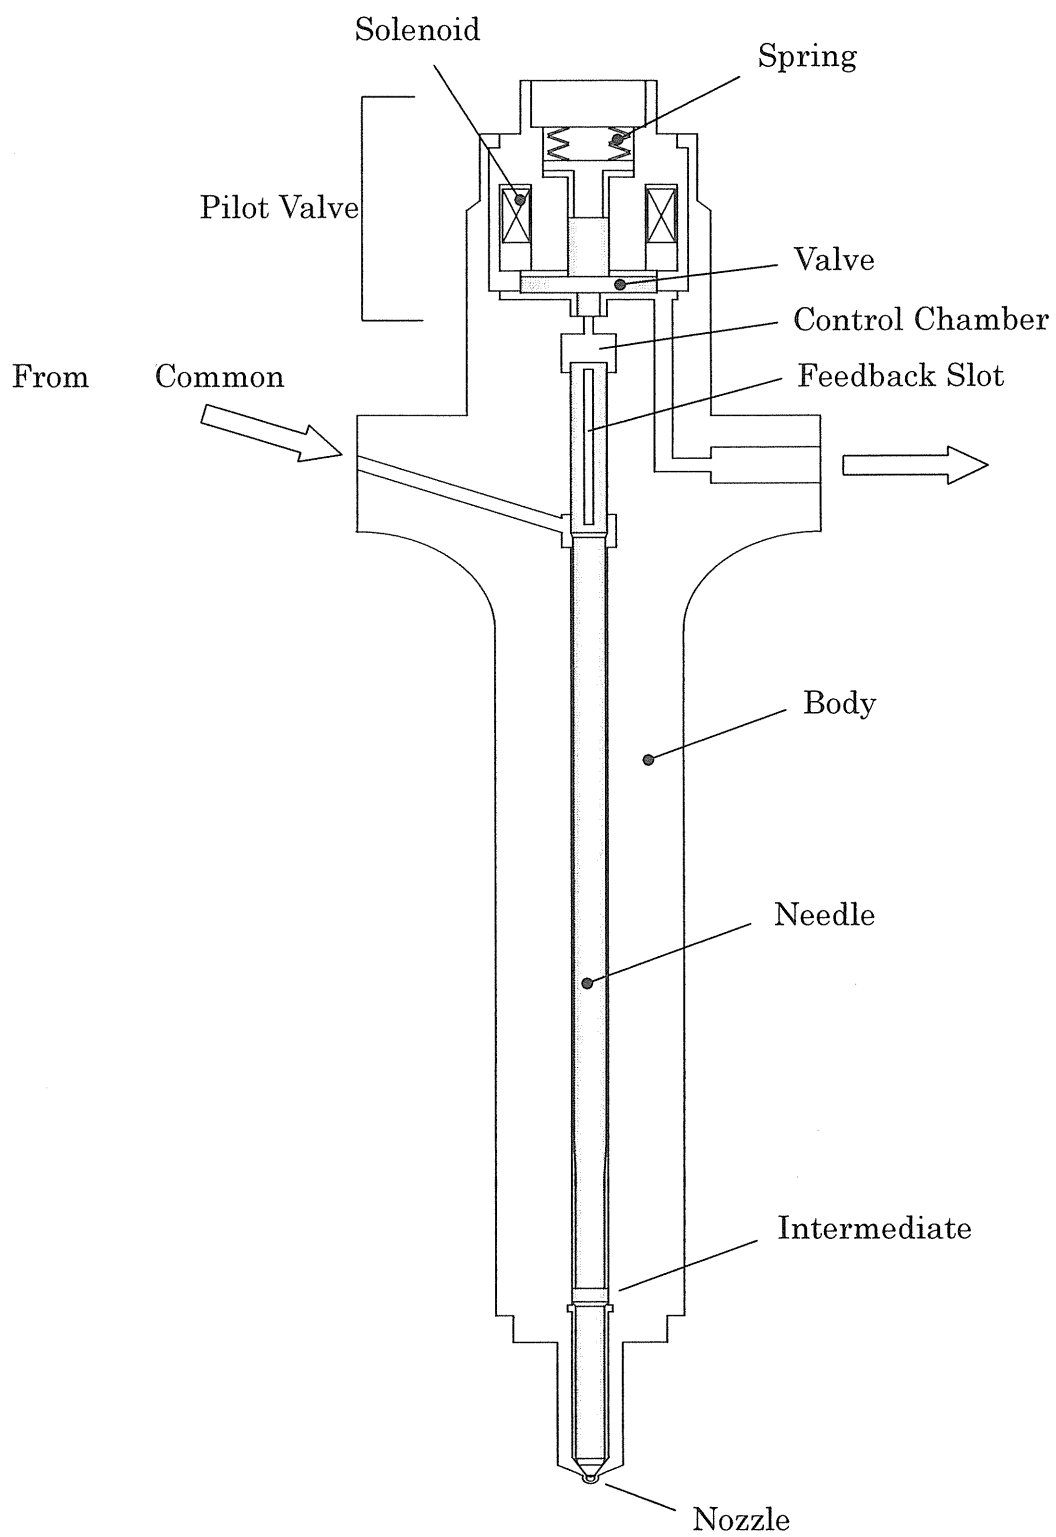 Solenoid
Spring
Pilot Valve
Valve
Control Chamber
From Common
Feedback Slot
Body
Needle
Intermediate
Nozzle